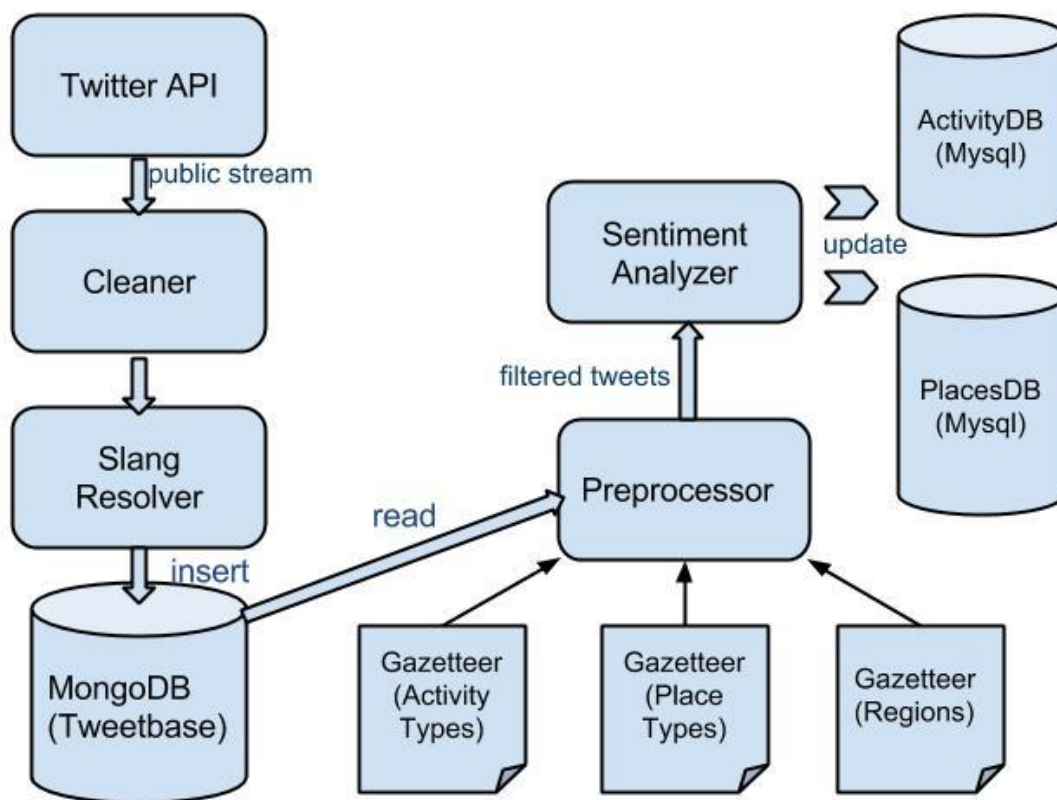 Twitter API
public stream
Cleaner
Slang
Resolver
insert
MongoDB
(Tweetbase)
read
Preprocessor
Gazetteer
(Activity
Types)
Gazetteer
(Place
Types)
Gazetteer
(Regions)
filtered tweets
Sentiment
Analyzer
update
ActivityDB
(Mysql)
PlacesDB
(Mysql)